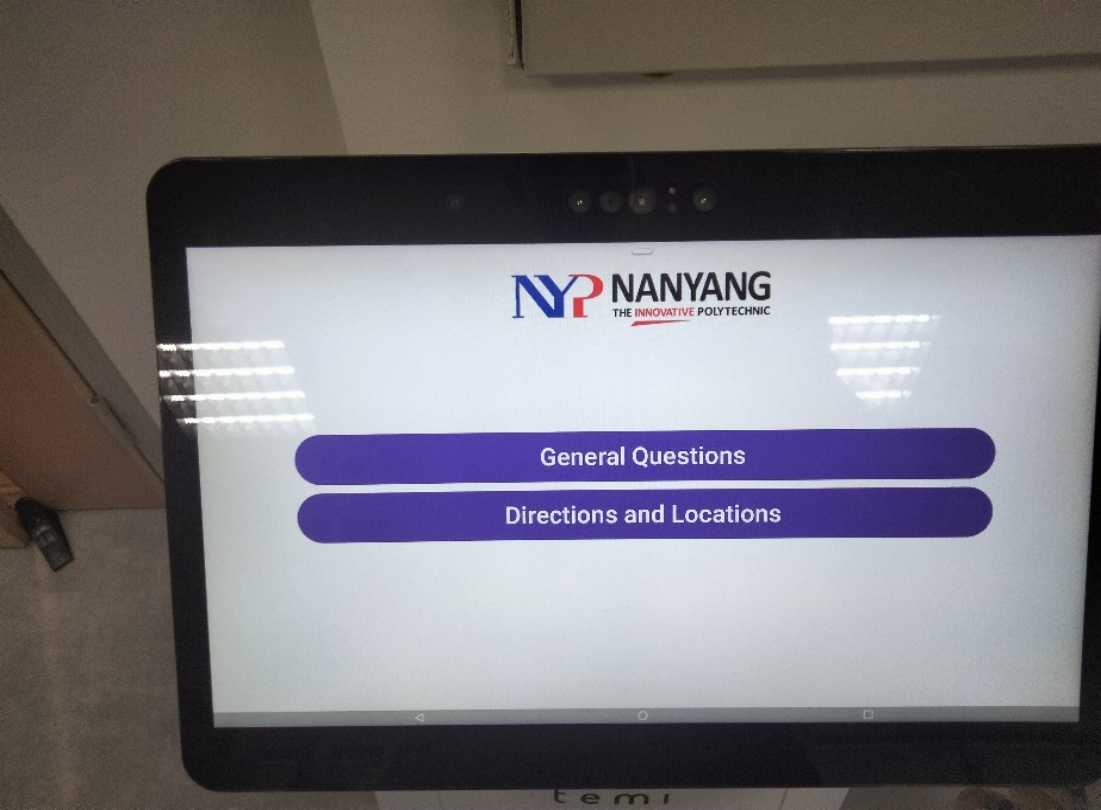 NYP NANYANG
THE INNOVATIVE POLYTECHNIC
General Questions
Directions and Locations
temi